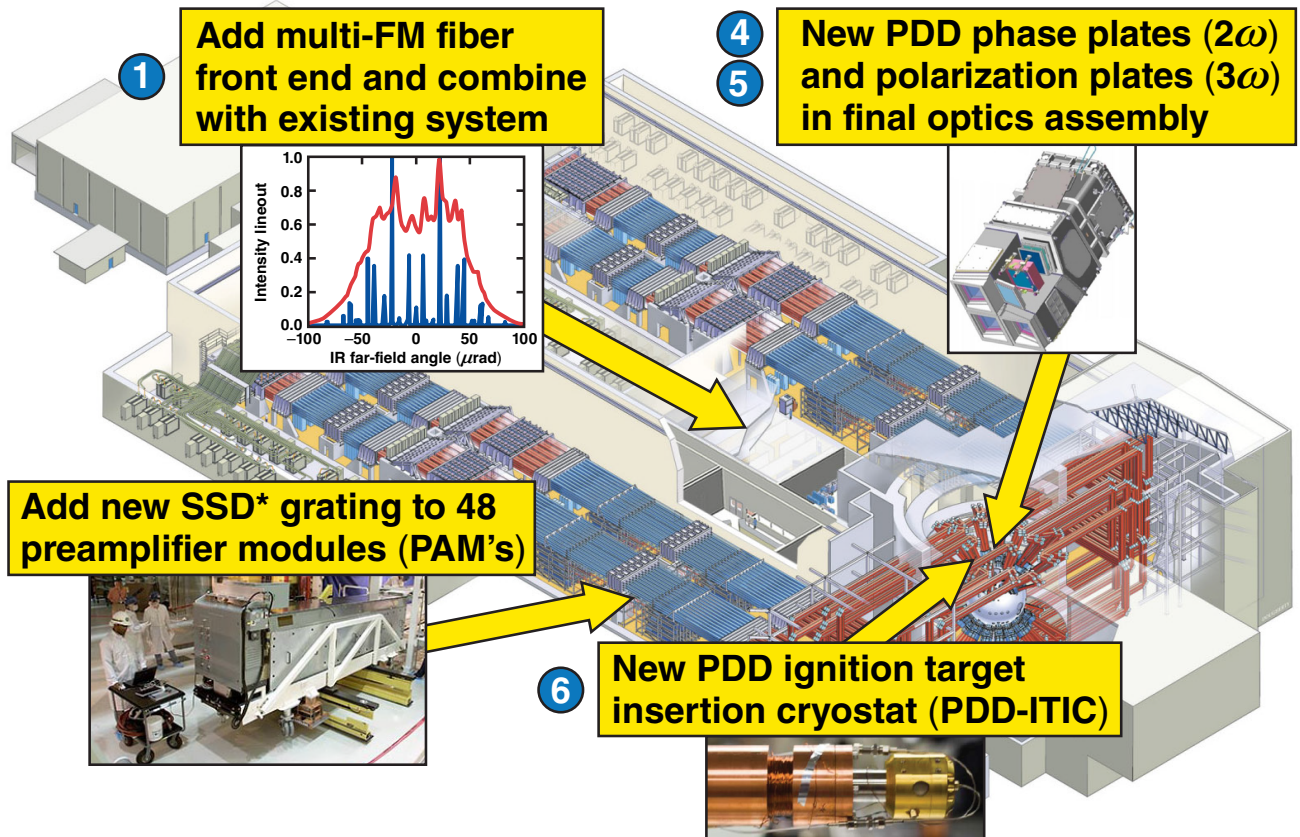 1
Add multi-FM fiber
front end and combine
with existing system
4
5
New PDD phase plates (2ω)
and polarization plates (3ω)
in final optics assembly
Intensity lineout
1.0
0.8
0.6
0.4
0.2
0.0
–100 –50 0 50 100
IR far-field angle (μrad)
Add new SSD* grating to 48
preamplifier modules (PAM's)
6
New PDD ignition target
insertion cryostat (PDD-ITIC)